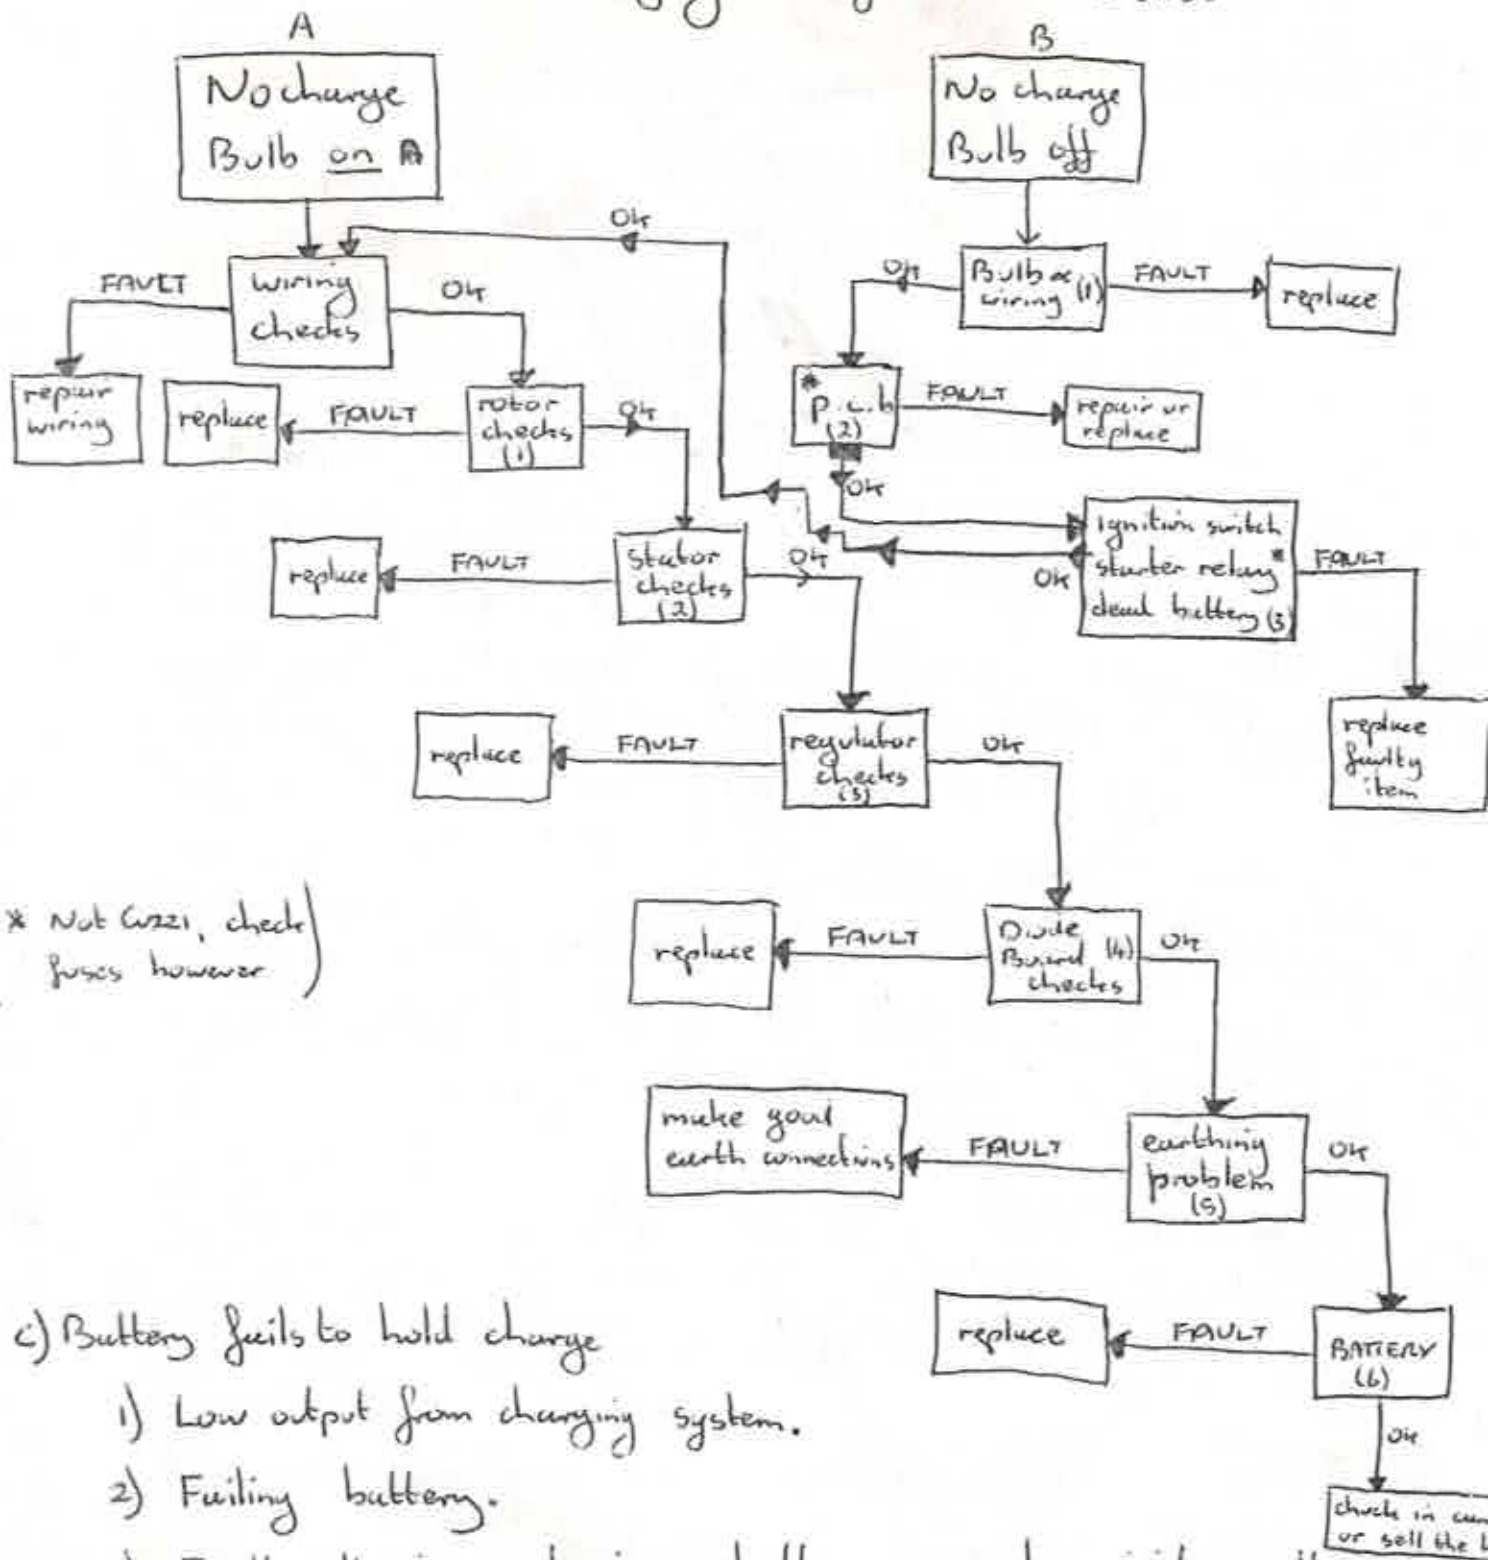 A
No charge
Bulb on A
B
No charge
Bulb off
OK
FAULT
wiring
checks
OK
OK
Bulb &
wiring (1)
FAULT
replace
repair
wiring
replace
FAULT
rotor
checks
(1)
OK
*
p.c.b
(2)
FAULT
repair or
replace
OK
ignition switch
starter relay*
dead battery (3)
OK
FAULT
replace
FAULT
stator
checks
(2)
OK
replace
FAULT
regulator
checks
(3)
OK
replace
faulty
item
* Not Guzzi, check
fuses however
replace
FAULT
Diode
Board (4)
checks
OK
make good
earth connections
FAULT
earthing
problem
(5)
OK
replace
FAULT
BATTERY
(6)
OK
chuck in
or sell the
c) Battery fails to hold charge
1) Low output from charging system.
2) Failing battery.